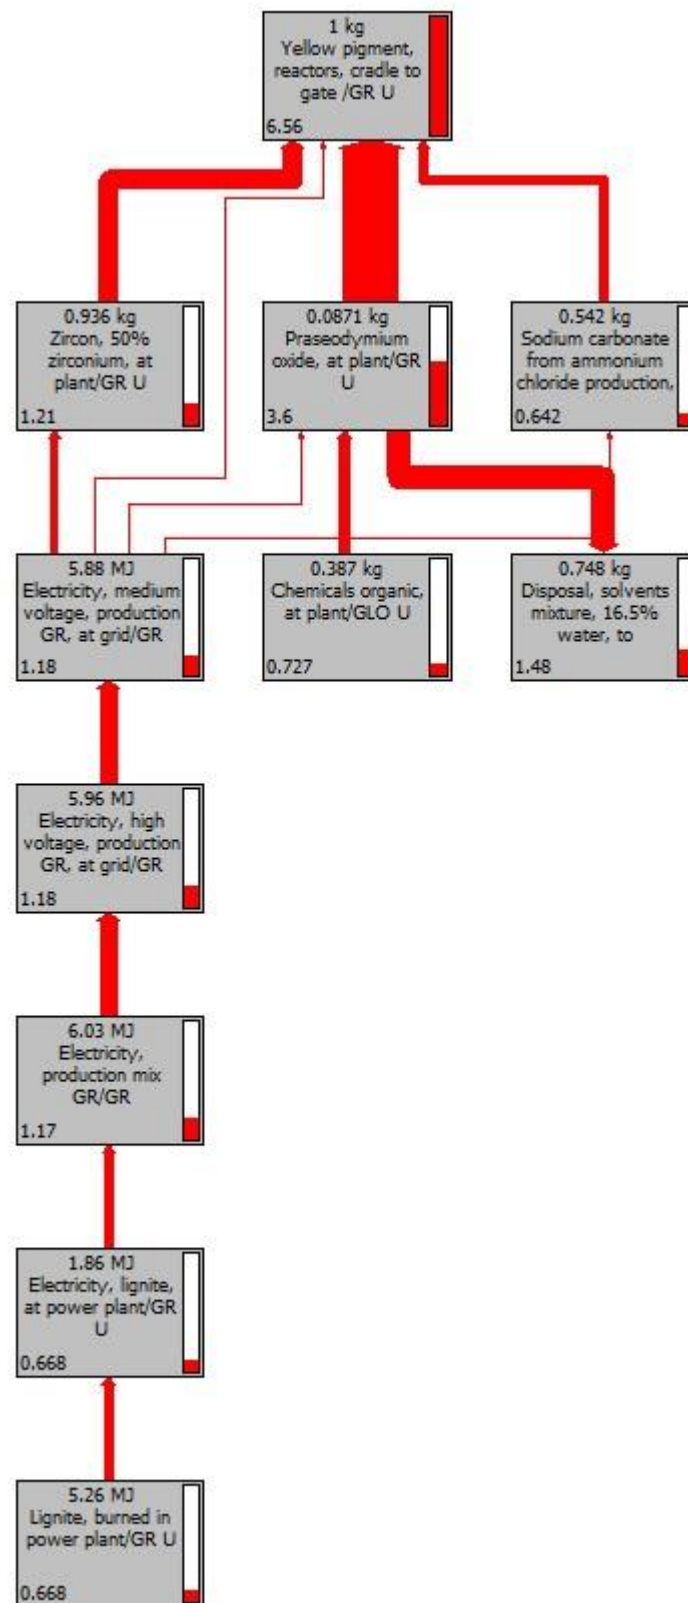 1 kg
Yellow pigment,
reactors, cradle to
gate /GR U
6.56
0.936 kg
Zircon, 50%
zirconium, at
plant/GR U
1.21
0.0871 kg
Praseodymium
oxide, at plant/GR
U
3.6
0.542 kg
Sodium carbonate
from ammonium
chloride production,
0.642
5.88 MJ
Electricity, medium
voltage, production
GR, at grid/GR
1.18
0.387 kg
Chemicals organic,
at plant/GLO U
0.727
0.748 kg
Disposal, solvents
mixture, 16.5%
water, to
1.48
5.96 MJ
Electricity, high
voltage, production
GR, at grid/GR
1.18
6.03 MJ
Electricity,
production mix
GR/GR
1.17
1.86 MJ
Electricity, lignite,
at power plant/GR
U
0.668
5.26 MJ
Lignite, burned in
power plant/GR U
0.668